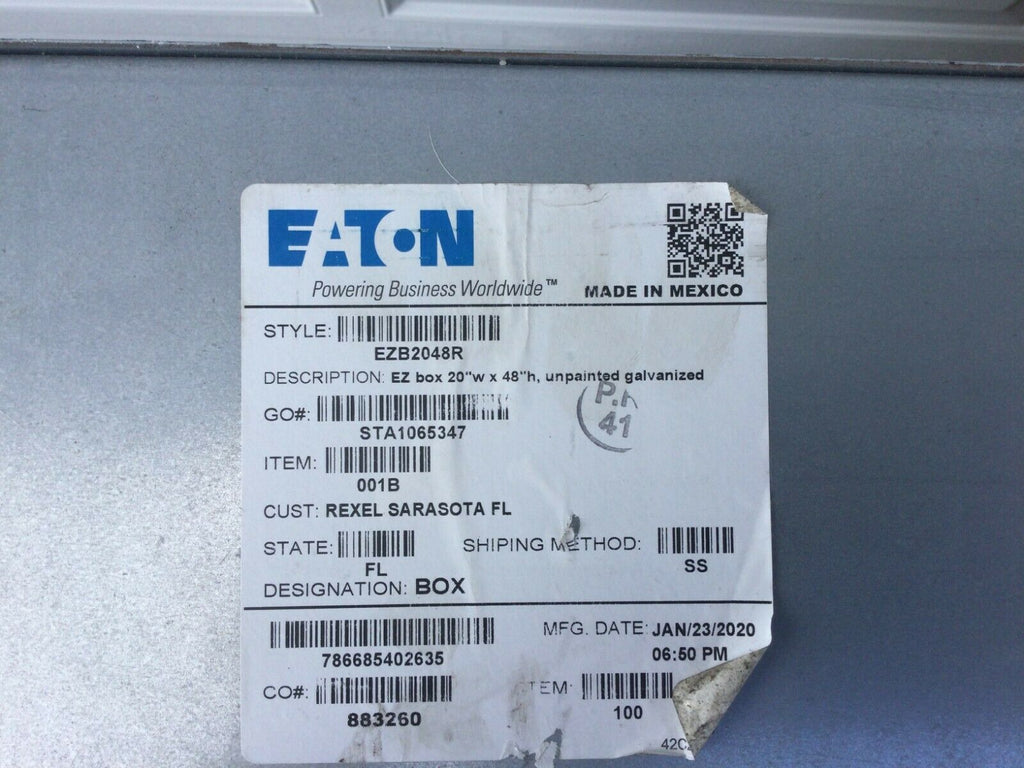 EATON
Powering Business Worldwide™
MADE IN MEXICO
STYLE:
EZB2048R
DESCRIPTION: EZ box 20"w x 48"h, unpainted galvanized
GO#:
STA1065347
P.
41
ITEM:
001B
CUST: REXEL SARASOTA FL
STATE:
FL
SHIPING METHOD:
SS
DESIGNATION: BOX
786685402635
MFG. DATE: JAN/23/2020
06:50 PM
CO#:
883260
TEM:
100